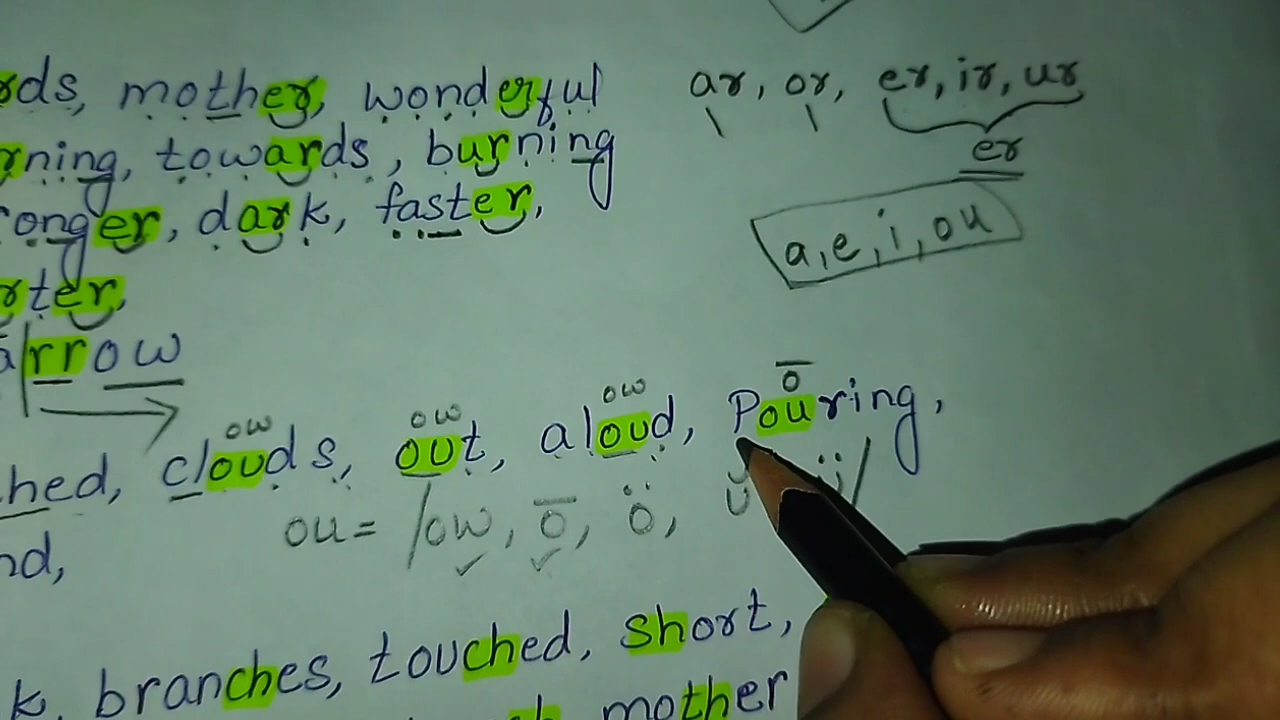 rds, mother, wonderful
rning, towards, burning
onger, dark, faster,
rter,
arrow
ar, or, er, ir, ur
er
a, e, i, ou
ow ow ow ō
hed, clouds, out, aloud, Pouring,
ou = /ow, ō, ö, ŭ ü/
nd,
k, branches, touched, short,
mother